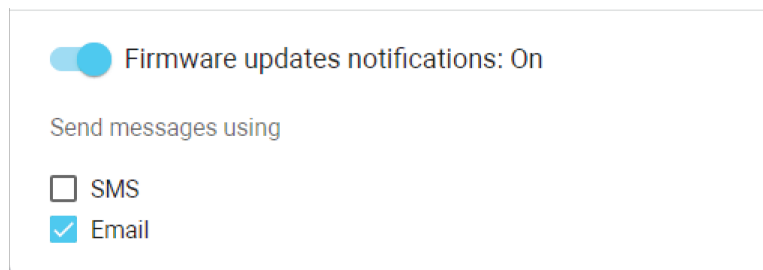 Firmware updates notifications: On
Send messages using
SMS
Email